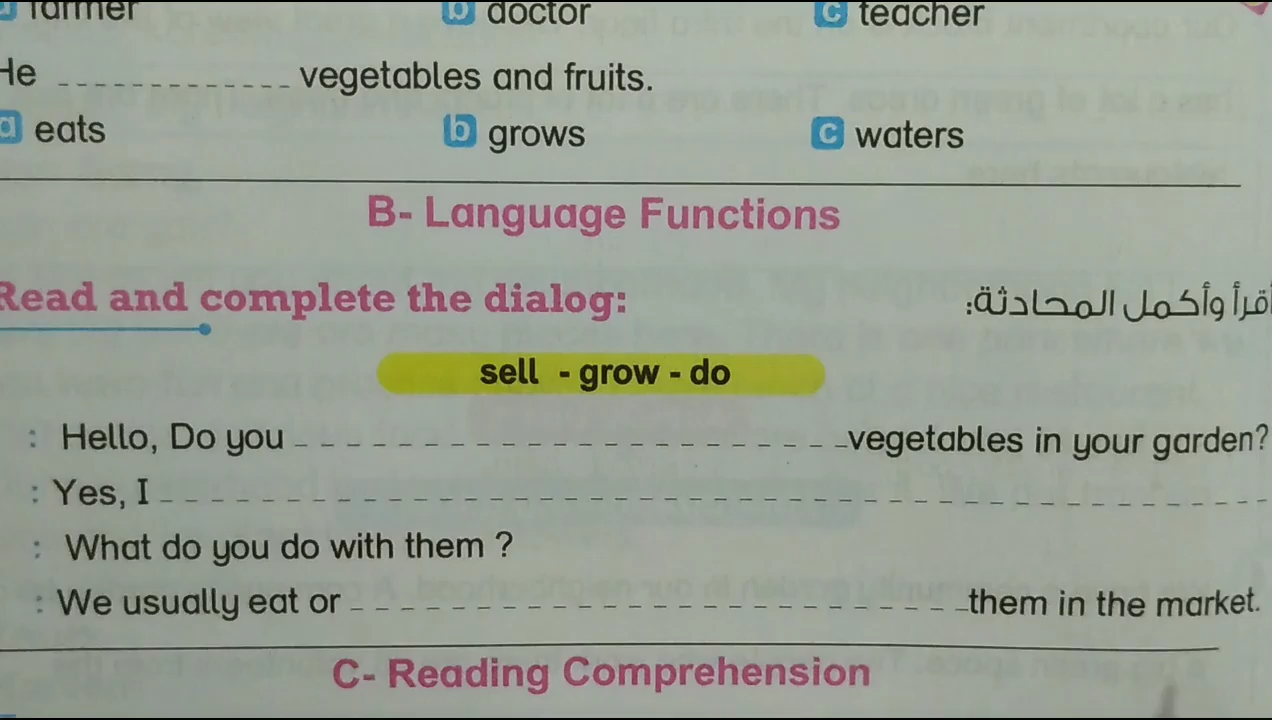 farmer b doctor c teacher
He ------------ vegetables and fruits.
a eats b grows c waters
B- Language Functions
Read and complete the dialog: اقرأ وأكمل المحادثة:
sell - grow - do
: Hello, Do you ------------------------ vegetables in your garden?
: Yes, I ------------------------------------------------
: What do you do with them ?
: We usually eat or -------------------------- them in the market.
C- Reading Comprehension